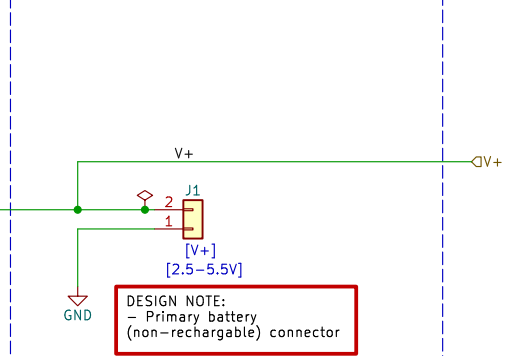 V+
V+
J1
2
1
[V+]
[2.5-5.5V]
GND
DESIGN NOTE:
- Primary battery
(non-rechargable) connector